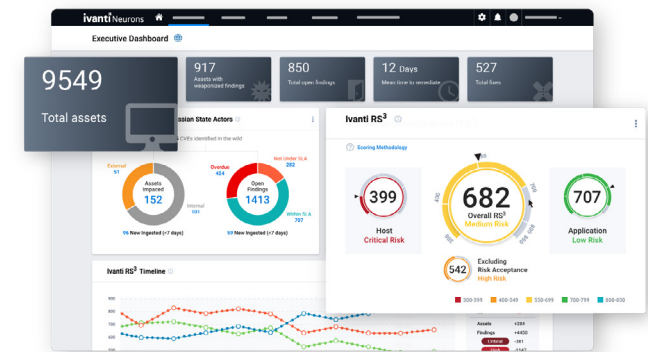 ivanti Neurons
Executive Dashboard
9549
Total assets
917
Assets with
weaponized findings
850
Total open findings
12 Days
Mean time to remediate
527
Total fixes
ssian State Actors
CVEs identified in the wild
External
51
Assets
Impaced
152
Internal
101
96 New Ingested (<7 days)
Overdue
424
Not Under SLA
282
Open
Findings
1413
Within SLA
707
59 New Ingested (<7 days)
Ivanti RS3
Scoring Methodology
399
Host
Critical Risk
682
Overall RS3
Medium Risk
707
Application
Low Risk
542
Excluding
Risk Acceptance
High Risk
300-399
400-549
550-699
700-799
800-850
Ivanti RS3 Timeline
900
800
700
600
500
Assets +284
Findings +4450
Critical -381